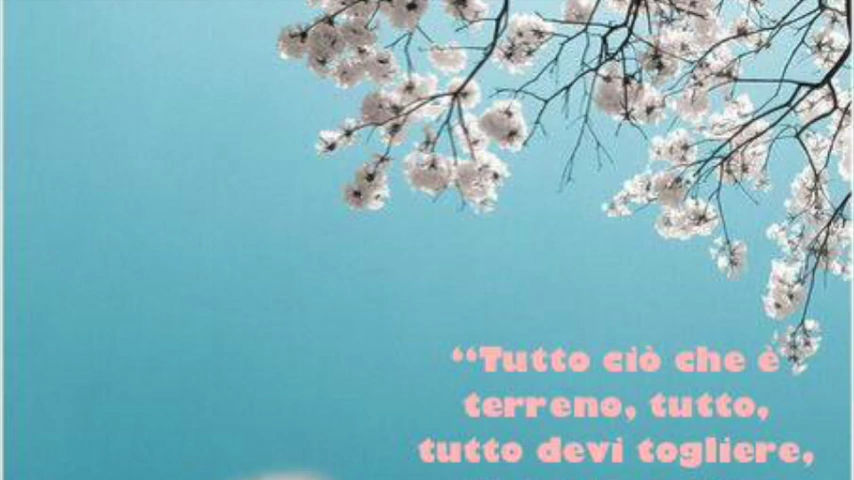 “Tutto ciò che è
terreno, tutto,
tutto devi togliere,